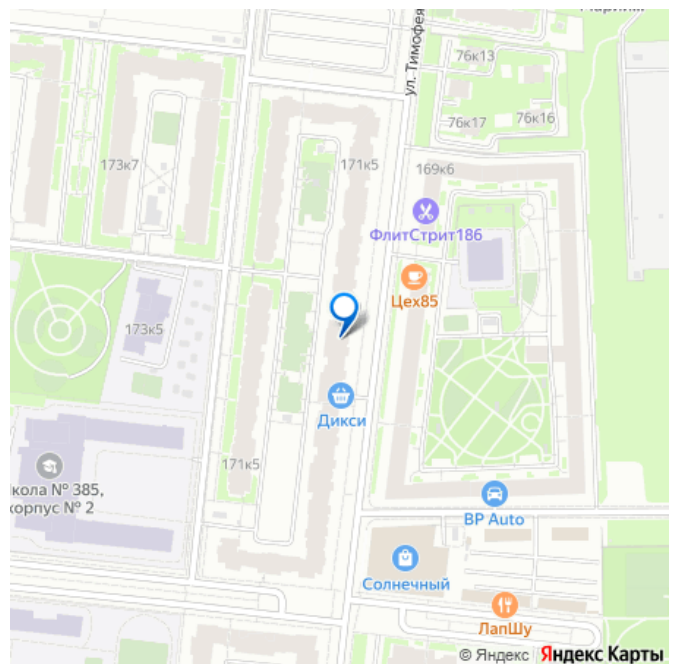 76к13
ул. Тимофея
76к17
76к16
173к7
171к5
169к6
ФлитСтрит186
Цех85
173к5
Дикси
171к5
кола № 385,
корпус № 2
BP Auto
Солнечный
ЛапШу
© Яндекс Яндекс Карты